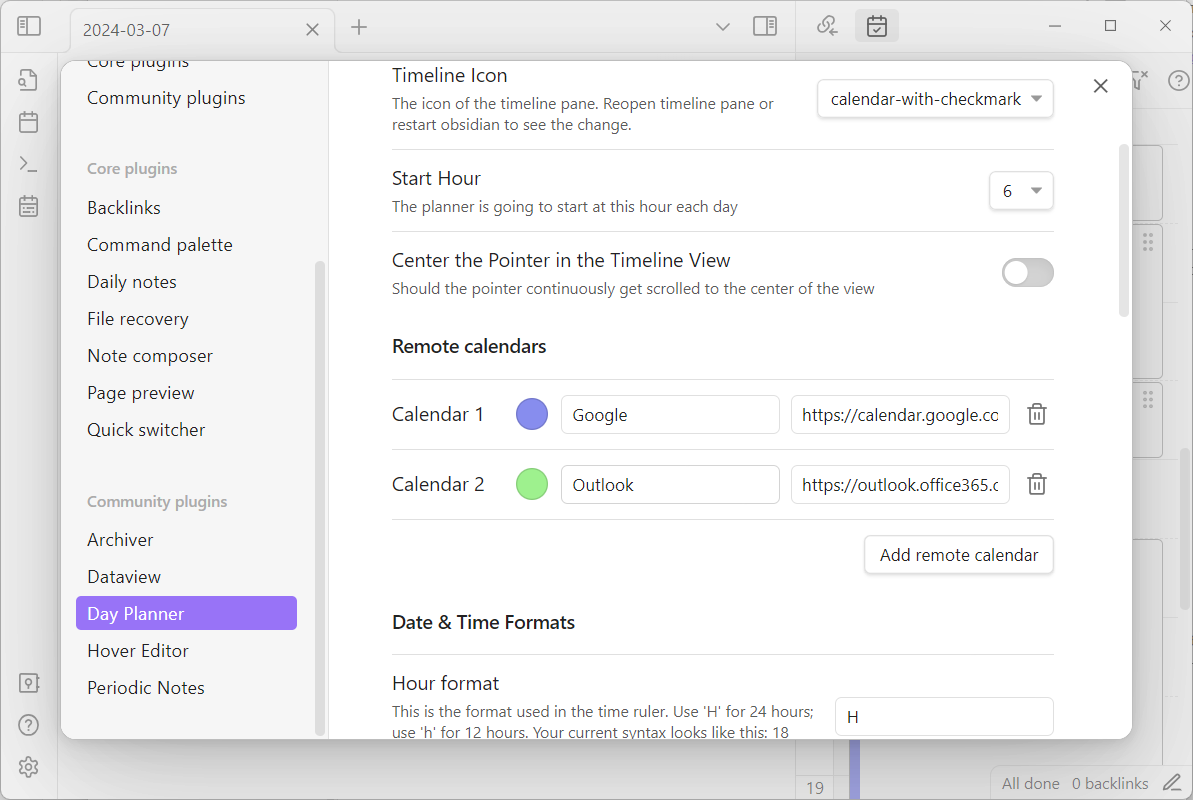 2024-03-07
Core plugins
Community plugins
Core plugins
Backlinks
Command palette
Daily notes
File recovery
Note composer
Page preview
Quick switcher
Community plugins
Archiver
Dataview
Day Planner
Hover Editor
Periodic Notes
Timeline Icon
The icon of the timeline pane. Reopen timeline pane or
restart obsidian to see the change.
calendar-with-checkmark
Start Hour
The planner is going to start at this hour each day
6
Center the Pointer in the Timeline View
Should the pointer continuously get scrolled to the center of the view
Remote calendars
Calendar 1
Google
https://calendar.google.co
Calendar 2
Outlook
https://outlook.office365.c
Add remote calendar
Date & Time Formats
Hour format
This is the format used in the time ruler. Use 'H' for 24 hours;
use 'h' for 12 hours. Your current syntax looks like this: 18
H
19
All done
0 backlinks